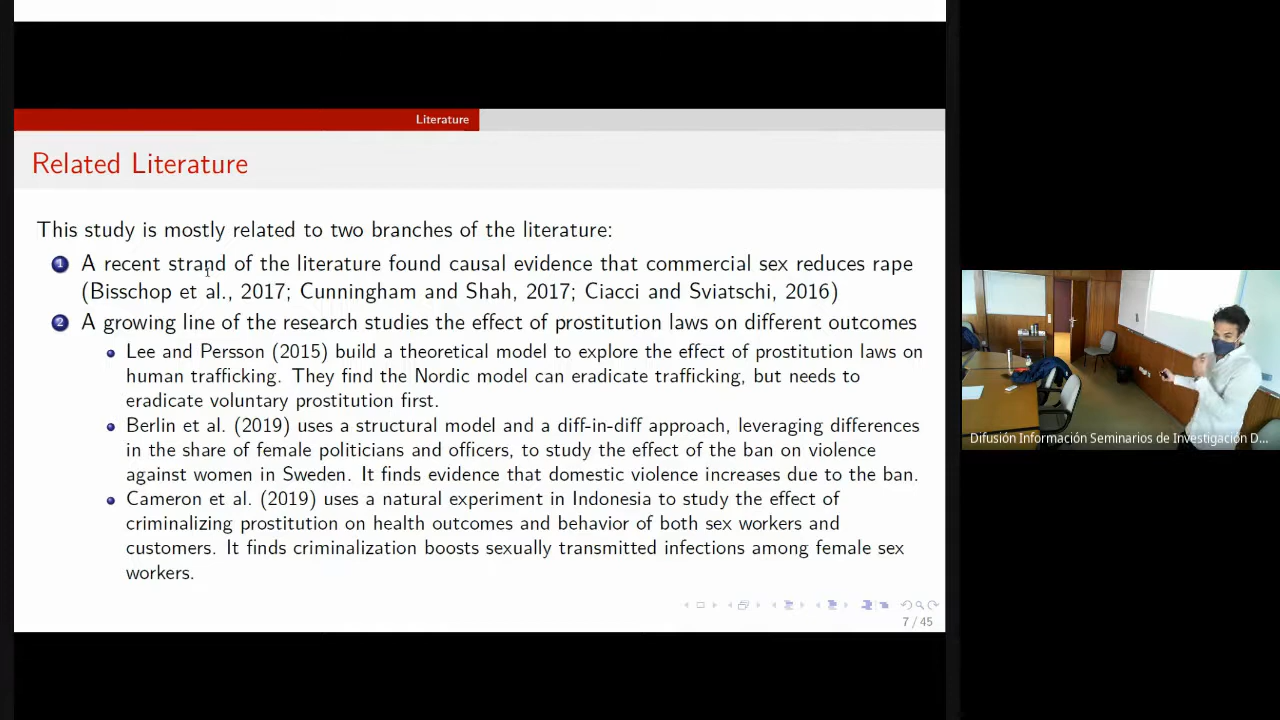 Literature
Related Literature
This study is mostly related to two branches of the literature:
1 A recent strand of the literature found causal evidence that commercial sex reduces rape
(Bisschop et al., 2017; Cunningham and Shah, 2017; Ciacci and Sviatschi, 2016)
2 A growing line of the research studies the effect of prostitution laws on different outcomes
Lee and Persson (2015) build a theoretical model to explore the effect of prostitution laws on
human trafficking. They find the Nordic model can eradicate trafficking, but needs to
eradicate voluntary prostitution first.
Berlin et al. (2019) uses a structural model and a diff-in-diff approach, leveraging differences
in the share of female politicians and officers, to study the effect of the ban on violence
against women in Sweden. It finds evidence that domestic violence increases due to the ban.
Cameron et al. (2019) uses a natural experiment in Indonesia to study the effect of
criminalizing prostitution on health outcomes and behavior of both sex workers and
customers. It finds criminalization boosts sexually transmitted infections among female sex
workers.
7 / 45
Difusión Información Seminarios de Investigación D...